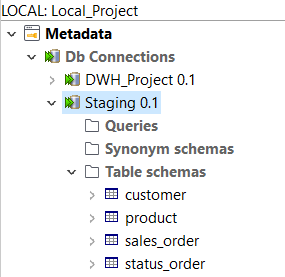 LOCAL: Local_Project
Metadata
Db Connections
DWH_Project 0.1
Staging 0.1
Queries
Synonym schemas
Table schemas
customer
product
sales_order
status_order